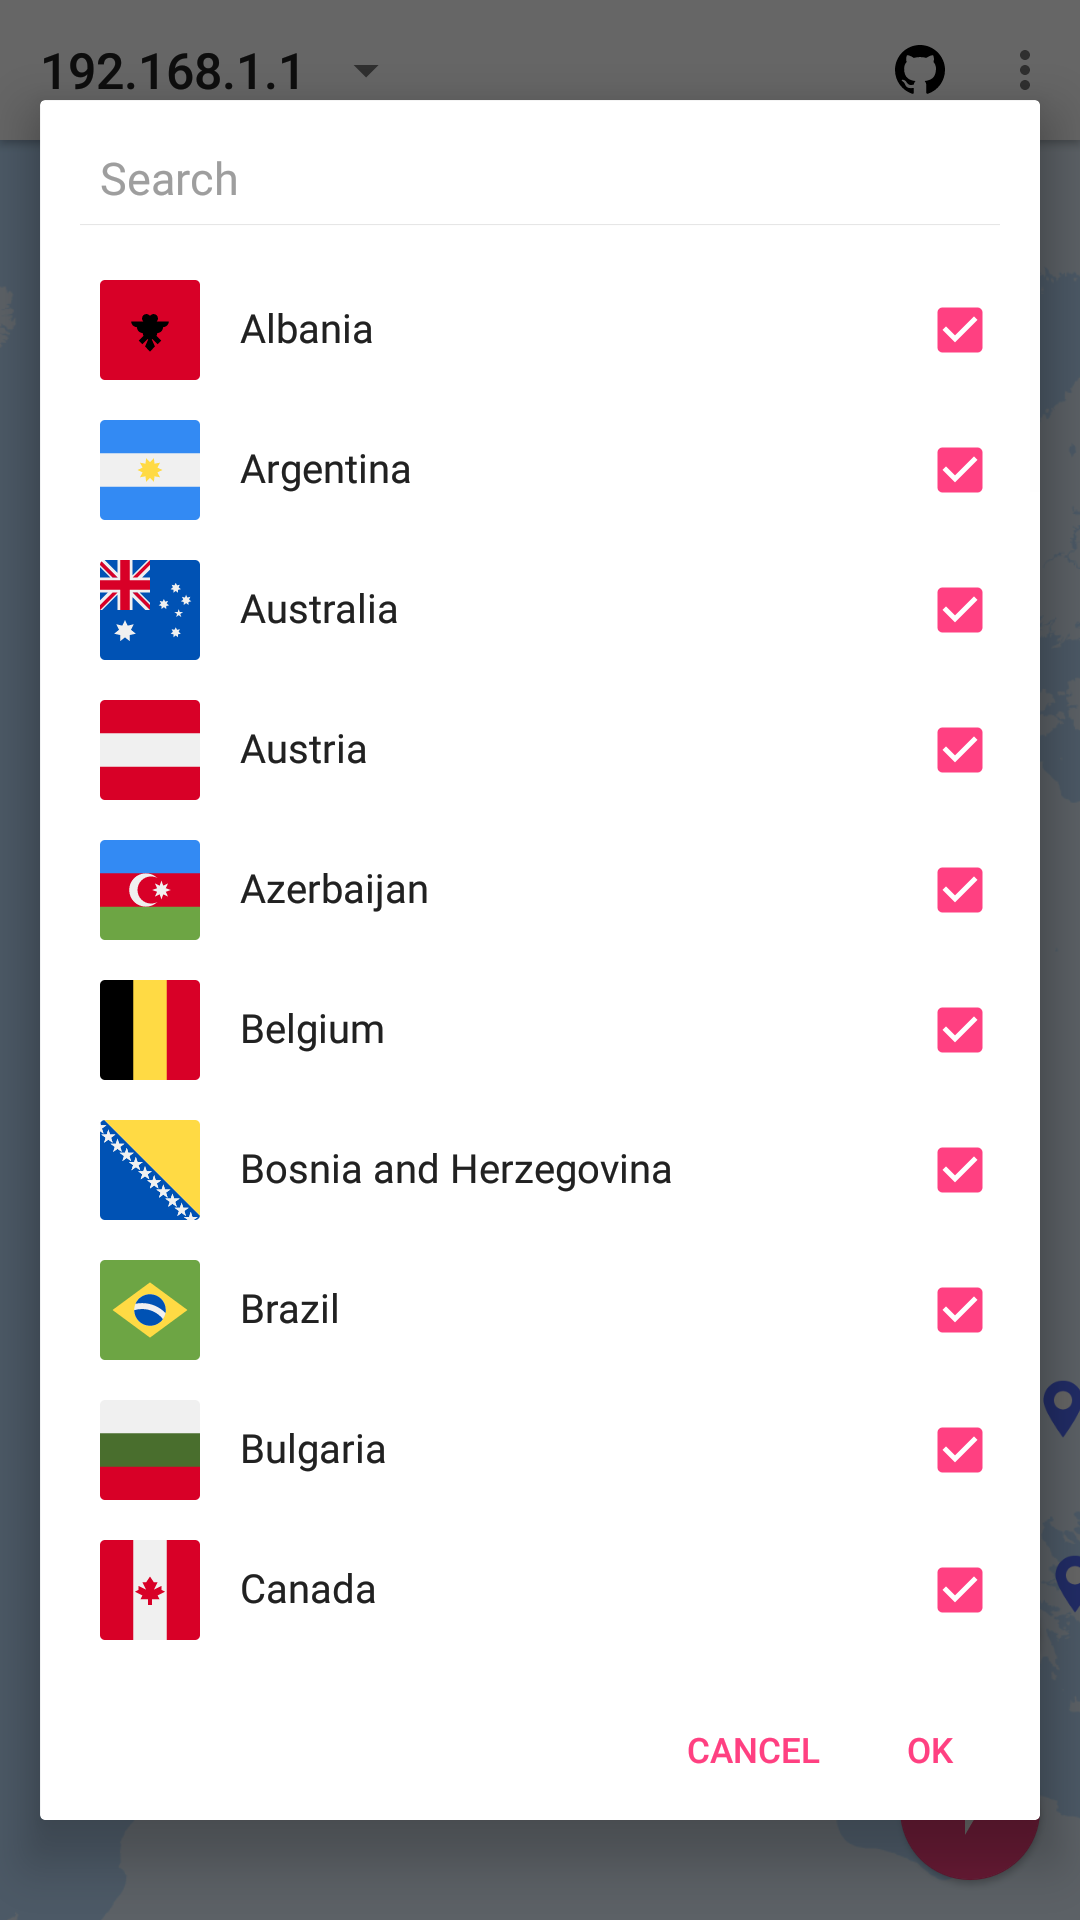 192.168.1.1
Search
Albania
Argentina
Australia
Austria
Azerbaijan
Belgium
Bosnia and Herzegovina
Brazil
Bulgaria
Canada
CANCEL OK